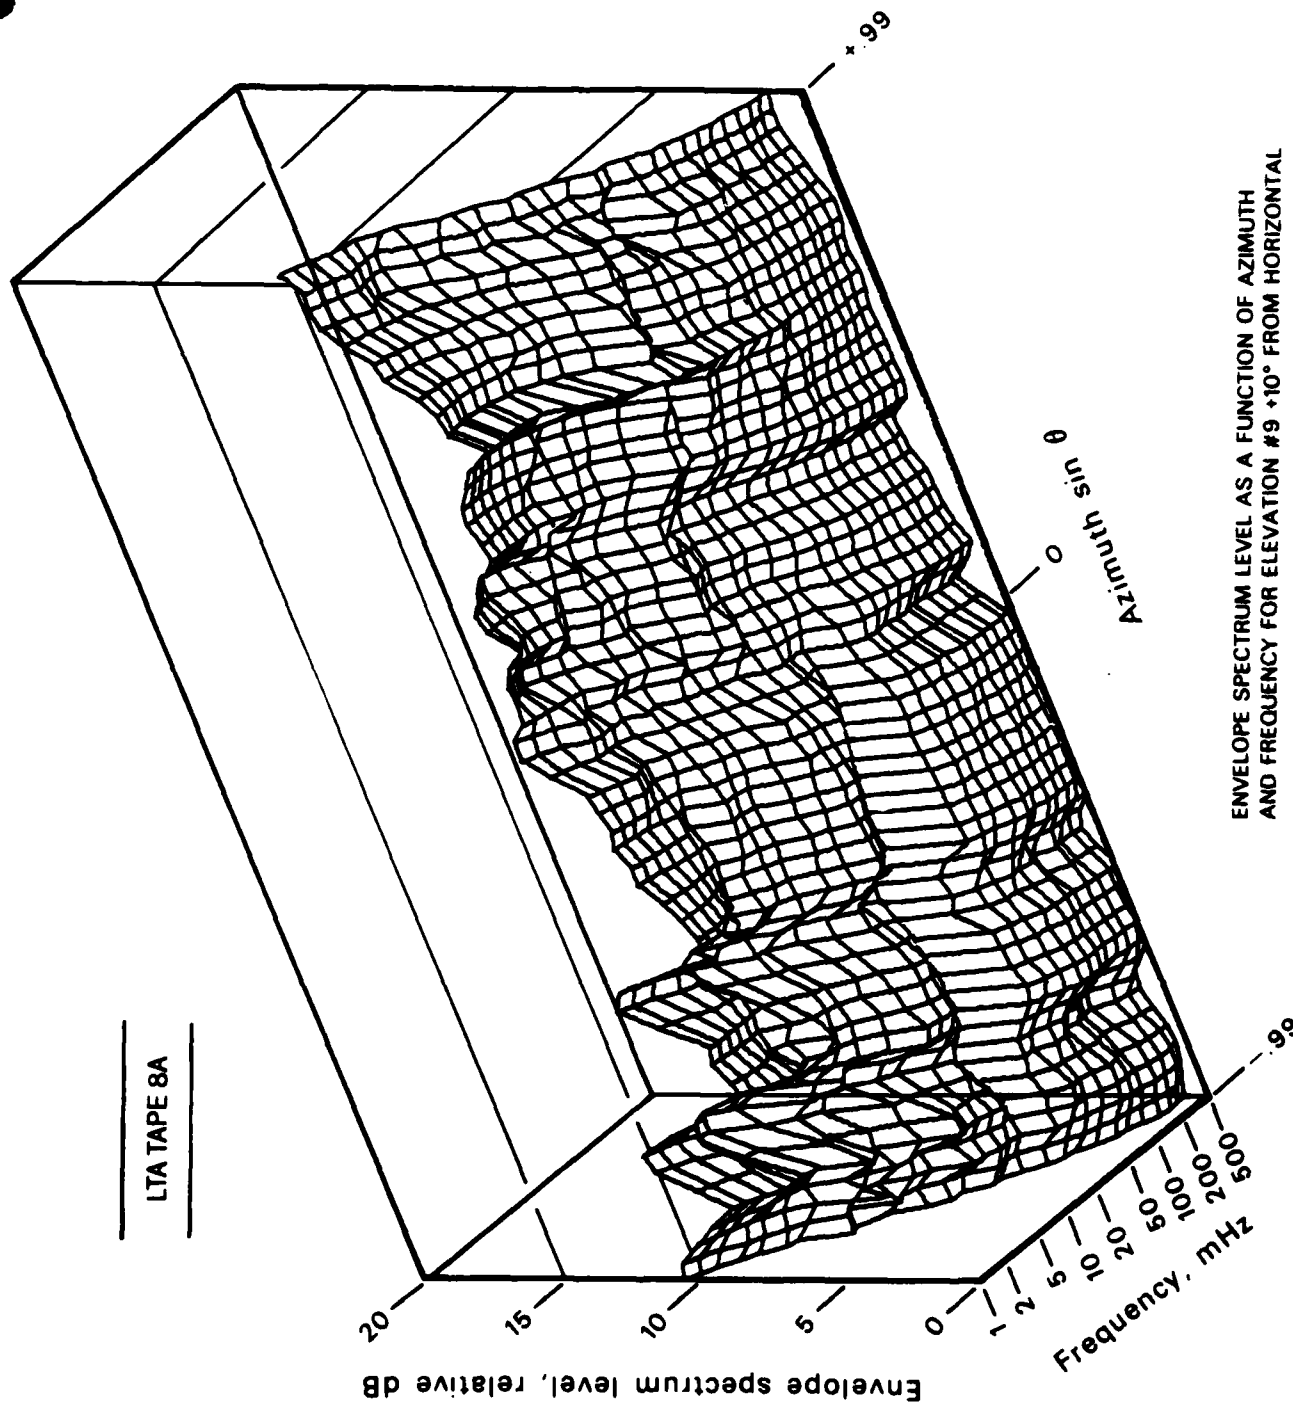 LTA TAPE 8A
Envelope spectrum level, relative dB
20
15
10
5
0
1
2
5
10
20
50
100
200
500
Frequency, mHz
-.99
0
+.99
Azimuth sin θ
ENVELOPE SPECTRUM LEVEL AS A FUNCTION OF AZIMUTH
AND FREQUENCY FOR ELEVATION #9 +10° FROM HORIZONTAL